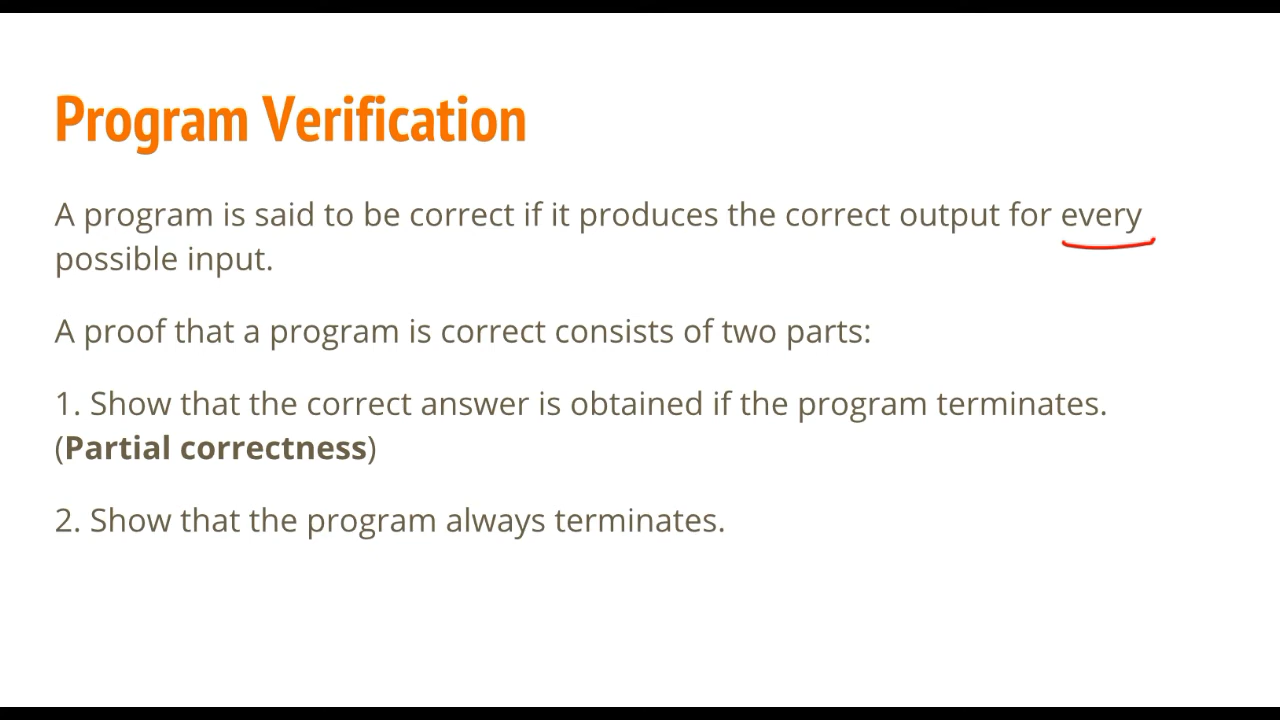 Program Verification
A program is said to be correct if it produces the correct output for every
possible input.
A proof that a program is correct consists of two parts:
1. Show that the correct answer is obtained if the program terminates.
(Partial correctness)
2. Show that the program always terminates.